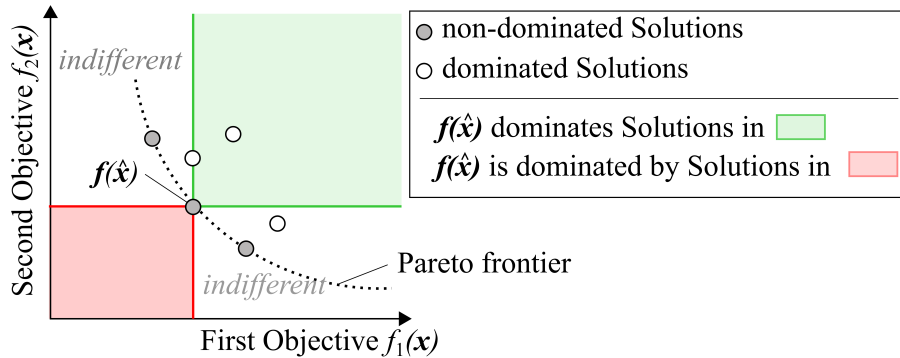 Second Objective f₂(x)
indifferent
f(x̂)
indifferent
Pareto frontier
First Objective f₁(x)
non-dominated Solutions
dominated Solutions
f(x̂) dominates Solutions in
f(x̂) is dominated by Solutions in